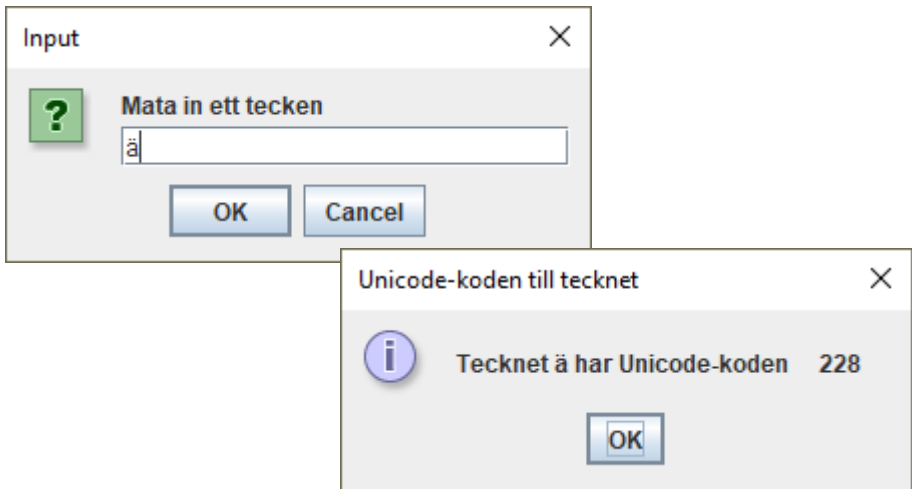 Input
?
Mata in ett tecken
ä
OK
Cancel
Unicode-koden till tecknet
i
Tecknet ä har Unicode-koden 228
OK